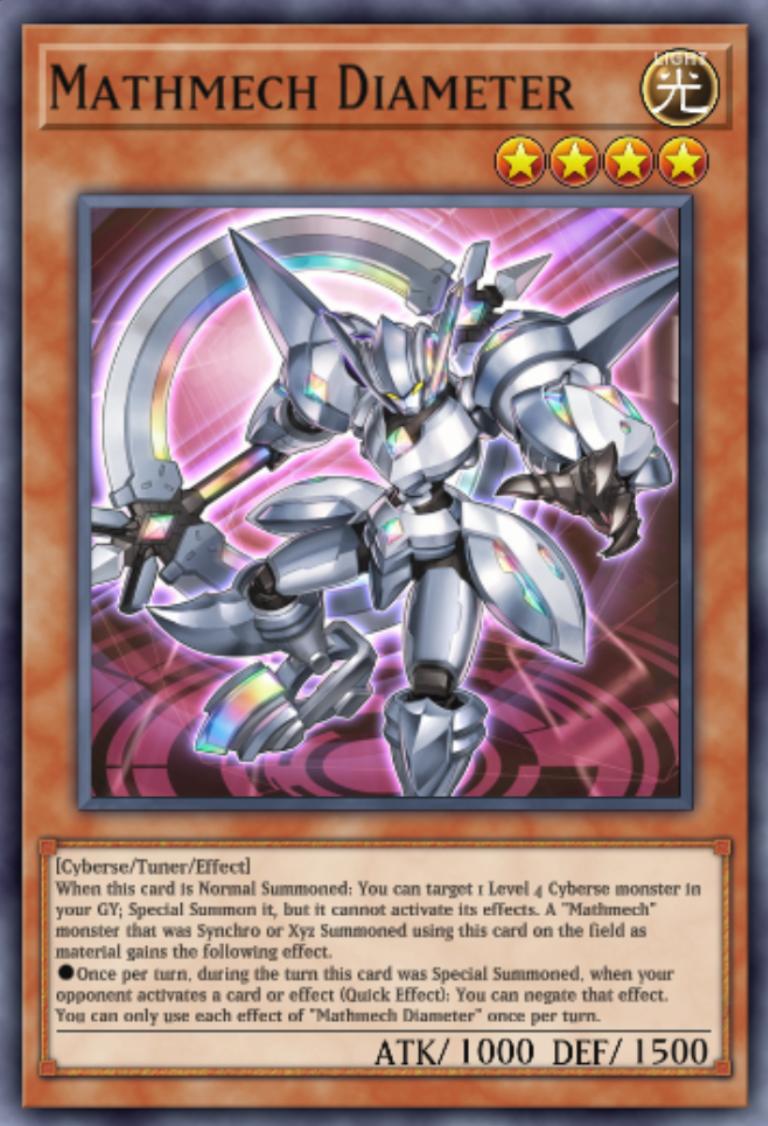 MATHMECH DIAMETER
LIGHT
光
[Cyberse/Tuner/Effect]
When this card is Normal Summoned: You can target 1 Level 4 Cyberse monster in
your GY; Special Summon it, but it cannot activate its effects. A "Mathmech"
monster that was Synchro or Xyz Summoned using this card on the field as
material gains the following effect.
●Once per turn, during the turn this card was Special Summoned, when your
opponent activates a card or effect (Quick Effect): You can negate that effect.
You can only use each effect of "Mathmech Diameter" once per turn.
ATK/ 1000 DEF/ 1500